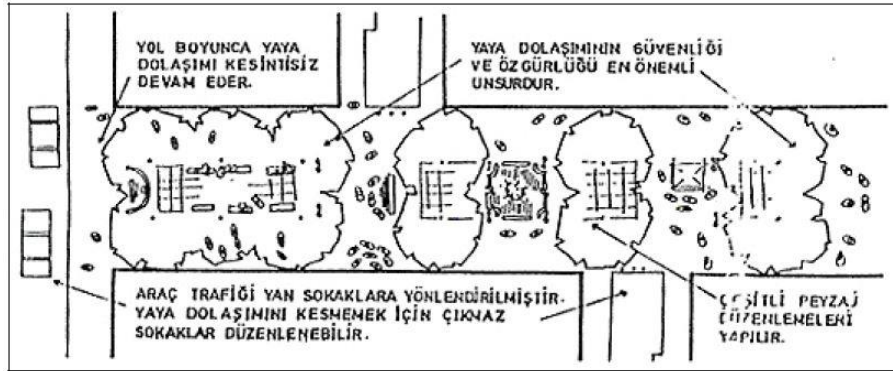 YOL BOYUNCA YAYA
DOLAŞIMI KESİNTİSİZ
DEVAM EDER.
YAYA DOLAŞIMININ GÜVENLİĞİ
VE ÖZGÜRLÜĞÜ EN ÖNEMLİ
UNSURDUR.
ARAÇ TRAFİĞİ YAN SOKAKLARA YÖNLENDİRİLMİŞTİR.
YAYA DOLAŞIMINI KESMEMEK İÇİN ÇIKMAZ
SOKAKLAR DÜZENLENEBİLİR.
ÇEŞİTLİ PEYZAJ
DÜZENLEMELERİ
YAPILIR.